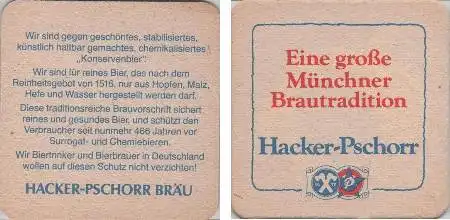 Wir sind gegen geschöntes, stabilisiertes,
künstlich haltbar gemachtes, chemikalisiertes
„Konservenbier“.
Wir sind für reines Bier, das nach dem
Reinheitsgebot von 1516, nur aus Hopfen, Malz,
Hefe und Wasser hergestellt werden darf.
Diese traditionsreiche Brauvorschrift sichert
reines und gesundes Bier, und schützt den
Verbraucher seit nunmehr 466 Jahren vor
Surrogat- und Chemiebieren.
Wir Biertrinker und Bierbrauer in Deutschland
wollen auf diesen Schutz nicht verzichten!
HACKER-PSCHORR BRÄU
Eine große
Münchner
Brautradition
Hacker-Pschorr